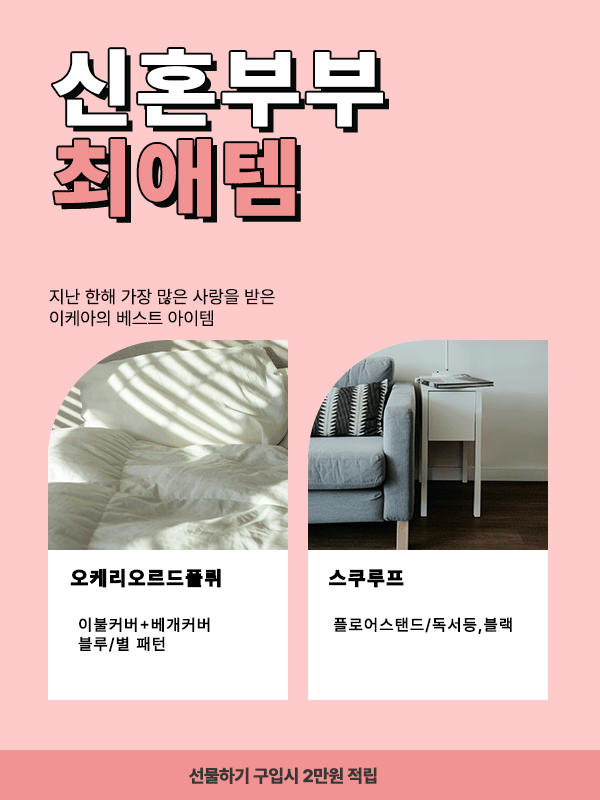 신혼부부
최애템
지난 한해 가장 많은 사랑을 받은
이케아의 베스트 아이템
오케리오르드플뤼
이불커버+베개커버
블루/별 패턴
스쿠루프
플로어스탠드/독서등,블랙
선물하기 구입시 2만원 적립